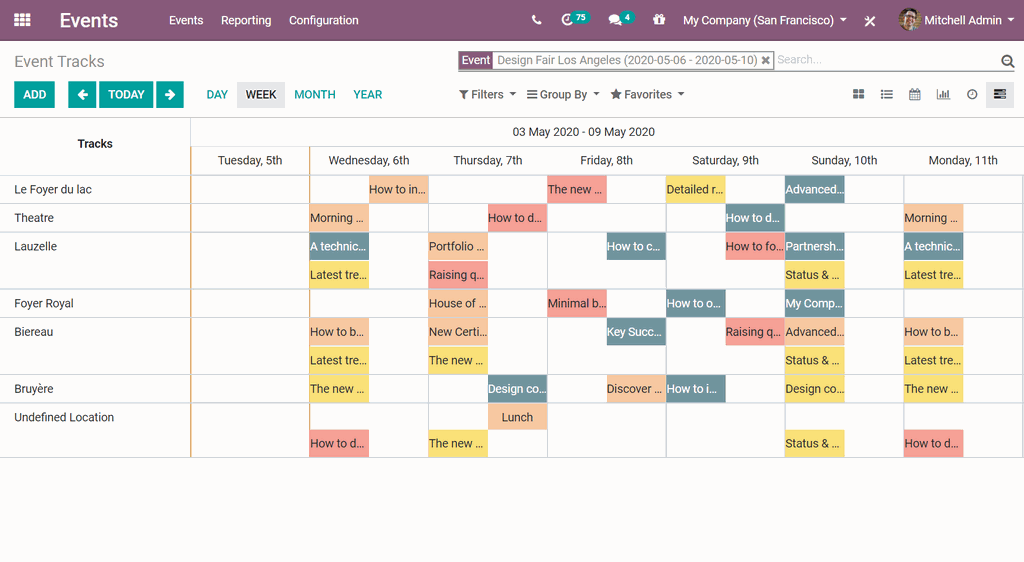 Events Events Reporting Configuration 75 4 My Company (San Francisco) Mitchell Admin
Event Tracks Event Design Fair Los Angeles (2020-05-06 - 2020-05-10) Search...
ADD TODAY DAY WEEK MONTH YEAR Filters Group By Favorites
Tracks 03 May 2020 - 09 May 2020
Tuesday, 5th Wednesday, 6th Thursday, 7th Friday, 8th Saturday, 9th Sunday, 10th Monday, 11th
Le Foyer du lac How to in... The new ... Detailed r... Advanced...
Theatre Morning ... How to d... How to d... Morning ...
Lauzelle A technic... Portfolio ... How to c... How to fo... Partnersh... A technic...
Latest tre... Raising q... Status & ... Latest tre...
Foyer Royal House of ... Minimal b... How to o... My Comp...
Biereau How to b... New Certi... Key Succ... Raising q... Advanced... How to b...
Latest tre... The new ... Status & ... Latest tre...
Bruyère The new ... Design co... Discover ... How to i... Design co... The new ...
Undefined Location Lunch
How to d... The new ... Status & ... How to d...